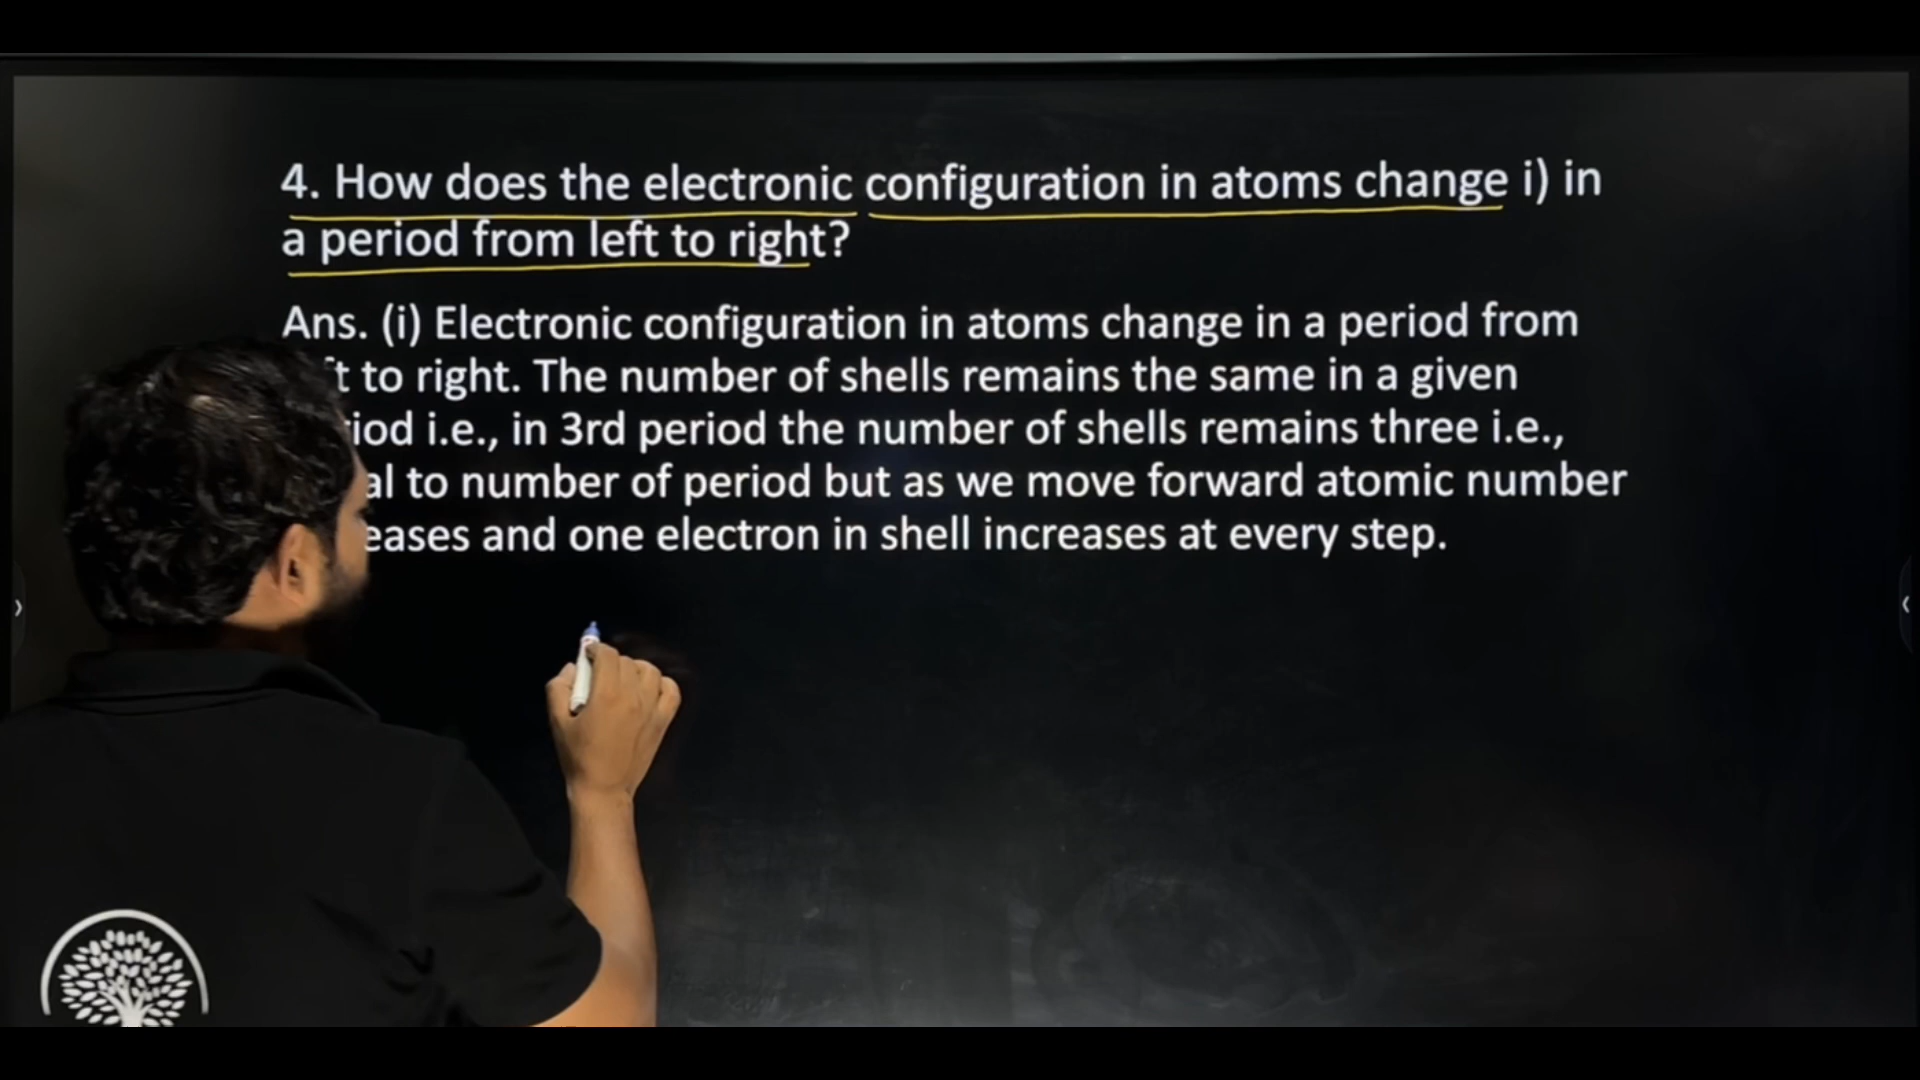 4. How does the electronic configuration in atoms change i) in
a period from left to right?
Ans. (i) Electronic configuration in atoms change in a period from
to right. The number of shells remains the same in a given
i.e., in 3rd period the number of shells remains three i.e.,
to number of period but as we move forward atomic number
and one electron in shell increases at every step.